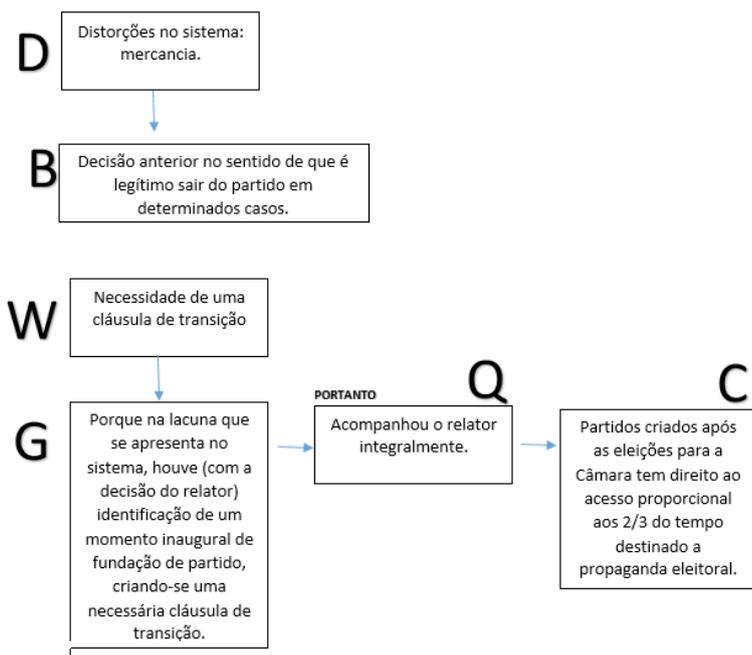 D
Distorções no sistema:
mercancia.
B
Decisão anterior no sentido de que é
legítimo sair do partido em
determinados casos.
W
Necessidade de uma
cláusula de transição
G
Porque na lacuna que
se apresenta no
sistema, houve (com a
decisão do relator)
identificação de um
momento inaugural de
fundação de partido,
criando-se uma
necessária cláusula de
transição.
PORTANTO
Q
Acompanhou o relator
integralmente.
C
Partidos criados após
as eleições para a
Câmara tem direito ao
acesso proporcional
aos 2/3 do tempo
destinado a
propaganda eleitoral.